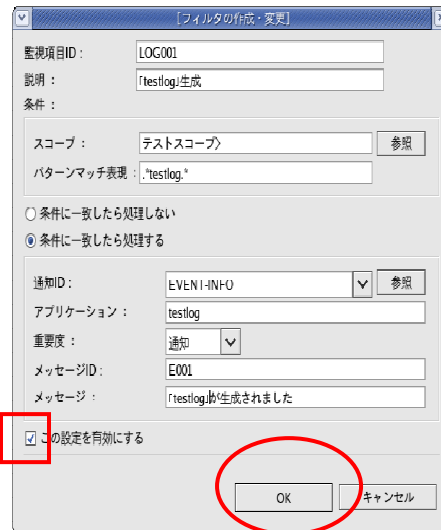 [フィルタの作成・変更]
監視項目ID： LOG001
説明： 「testlog」生成
条件：
スコープ： テストスコープ〉 参照
パターンマッチ表現： .*testlog.*
条件に一致したら処理しない
条件に一致したら処理する
通知ID： EVENT-INFO 参照
アプリケーション： testlog
重要度： 通知
メッセージID： E001
メッセージ： 「testlog」が生成されました
この設定を有効にする
OK キャンセル